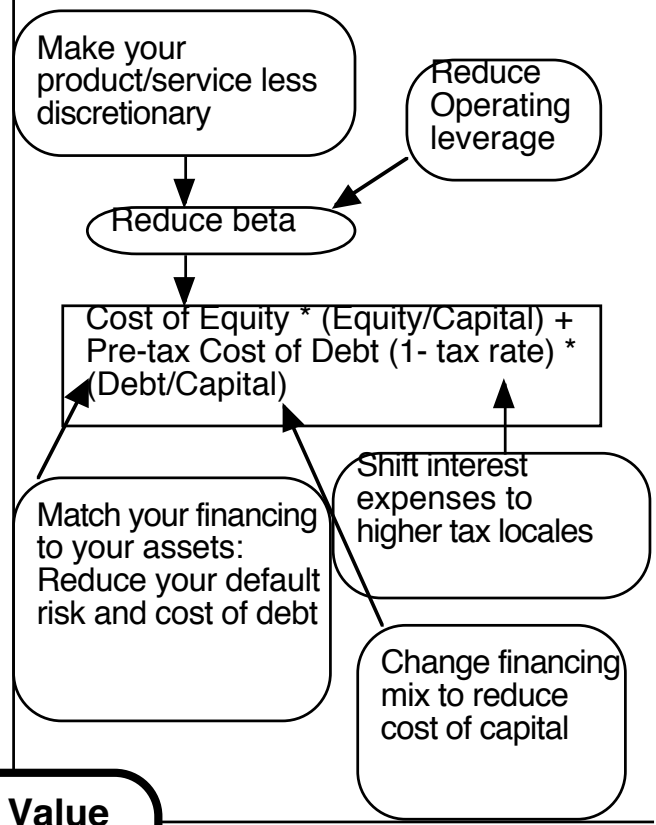 Make your
product/service less
discretionary
Reduce
Operating
leverage
Reduce beta
Cost of Equity * (Equity/Capital) +
Pre-tax Cost of Debt (1- tax rate) *
(Debt/Capital)
Shift interest
expenses to
higher tax locales
Match your financing
to your assets:
Reduce your default
risk and cost of debt
Change financing
mix to reduce
cost of capital
Value